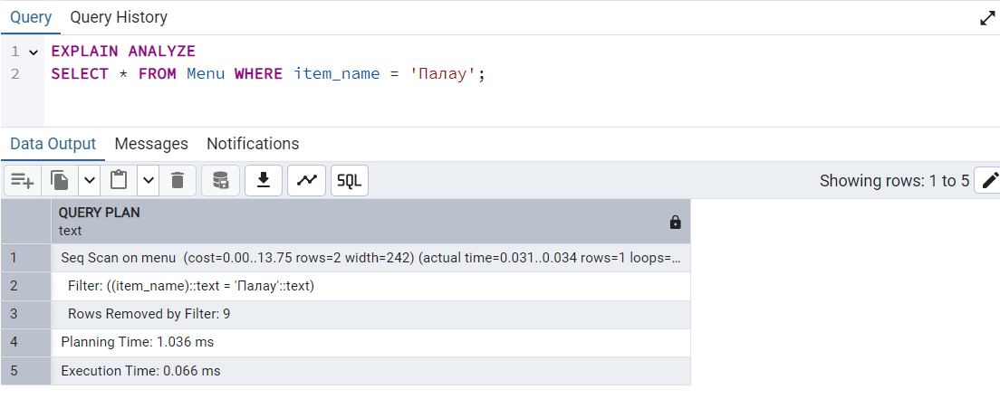 Query Query History
1 EXPLAIN ANALYZE
2 SELECT * FROM Menu WHERE item_name = 'Палау';
Data Output Messages Notifications
SQL Showing rows: 1 to 5
QUERY PLAN
text
1 Seq Scan on menu (cost=0.00..13.75 rows=2 width=242) (actual time=0.031..0.034 rows=1 loops=...
2 Filter: ((item_name)::text = 'Палау'::text)
3 Rows Removed by Filter: 9
4 Planning Time: 1.036 ms
5 Execution Time: 0.066 ms